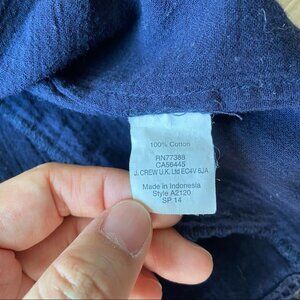 100% Cotton
RN77388
CA56445
J. CREW U.K. Ltd EC4V 6JA
Made in Indonesia
Style A2120
SP 14